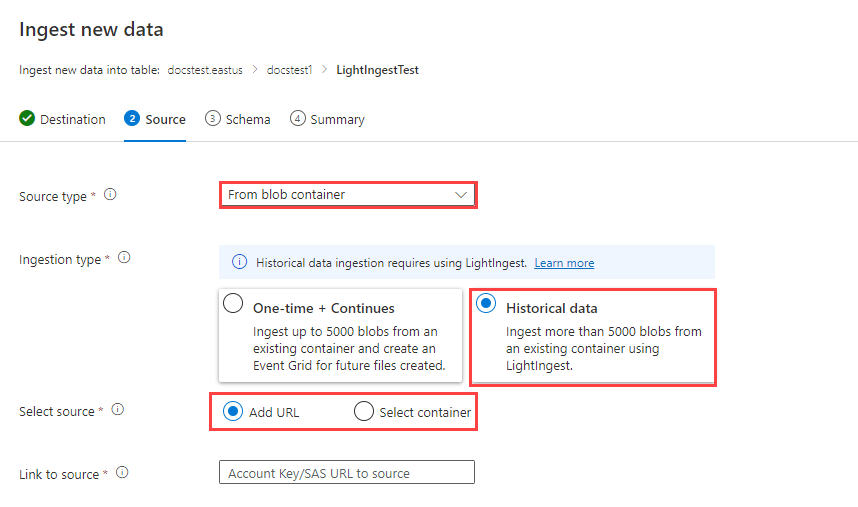 Ingest new data
Ingest new data into table: docstest.eastus > docstest1 > LightIngestTest
Destination 2 Source 3 Schema 4 Summary
Source type * From blob container
Ingestion type * Historical data ingestion requires using LightIngest. Learn more
One-time + Continues
Ingest up to 5000 blobs from an
existing container and create an
Event Grid for future files created.
Historical data
Ingest more than 5000 blobs from
an existing container using
LightIngest.
Select source * Add URL Select container
Link to source * Account Key/SAS URL to source